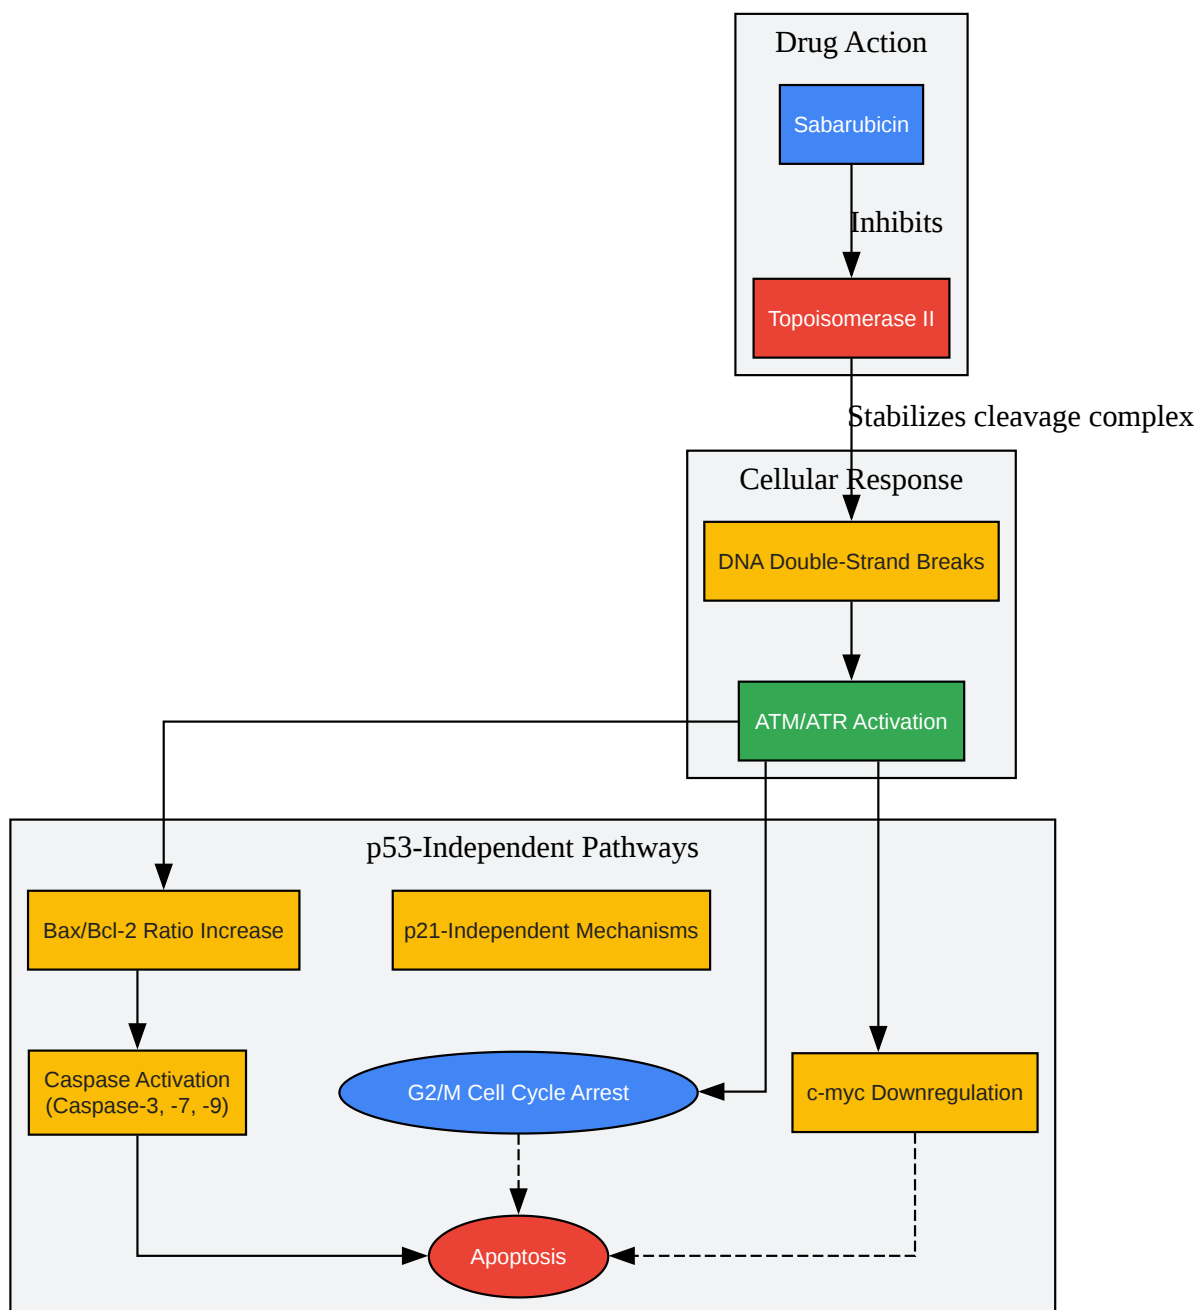 Drug Action
Sabarubicin
Inhibits
Topoisomerase II
Stabilizes cleavage complex
Cellular Response
DNA Double-Strand Breaks
ATM/ATR Activation
p53-Independent Pathways
Bax/Bcl-2 Ratio Increase
p21-Independent Mechanisms
Caspase Activation
(Caspase-3, -7, -9)
G2/M Cell Cycle Arrest
c-myc Downregulation
Apoptosis